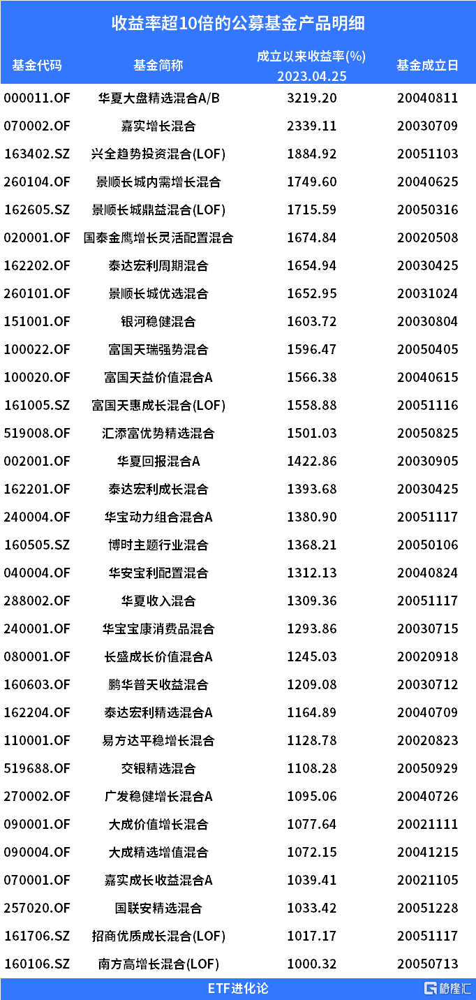 收益率超10倍的公募基金产品明细
基金代码 基金简称 成立以来收益率(%) 2023.04.25 基金成立日
000011.OF 华夏大盘精选混合A/B 3219.20 20040811
070002.OF 嘉实增长混合 2339.11 20030709
163402.SZ 兴全趋势投资混合(LOF) 1884.92 20051103
260104.OF 景顺长城内需增长混合 1749.60 20040625
162605.SZ 景顺长城鼎益混合(LOF) 1715.59 20050316
020001.OF 国泰金鹰增长灵活配置混合 1674.84 20020508
162202.OF 泰达宏利周期混合 1654.94 20030425
260101.OF 景顺长城优选混合 1652.95 20031024
151001.OF 银河稳健混合 1603.72 20030804
100022.OF 富国天瑞强势混合 1596.47 20050405
100020.OF 富国天益价值混合A 1566.38 20040615
161005.SZ 富国天惠成长混合(LOF) 1558.88 20051116
519008.OF 汇添富优势精选混合 1501.03 20050825
002001.OF 华夏回报混合A 1422.86 20030905
162201.OF 泰达宏利成长混合 1393.68 20030425
240004.OF 华宝动力组合混合A 1380.90 20051117
160505.SZ 博时主题行业混合 1368.21 20050106
040004.OF 华安宝利配置混合 1312.13 20040824
288002.OF 华夏收入混合 1309.36 20051117
240001.OF 华宝宝康消费品混合 1293.86 20030715
080001.OF 长盛成长价值混合A 1245.03 20020918
160603.OF 鹏华普天收益混合 1209.08 20030712
162204.OF 泰达宏利精选混合A 1164.89 20040709
110001.OF 易方达平稳增长混合 1128.78 20020823
519688.OF 交银精选混合 1108.28 20050929
270002.OF 广发稳健增长混合A 1095.06 20040726
090001.OF 大成价值增长混合 1077.64 20021111
090004.OF 大成精选增值混合 1072.15 20041215
070001.OF 嘉实成长收益混合A 1039.41 20021105
257020.OF 国联安精选混合 1033.42 20051228
161706.SZ 招商优质成长混合(LOF) 1017.17 20051117
160106.SZ 南方高增长混合(LOF) 1000.32 20050713
ETF进化论 格隆汇